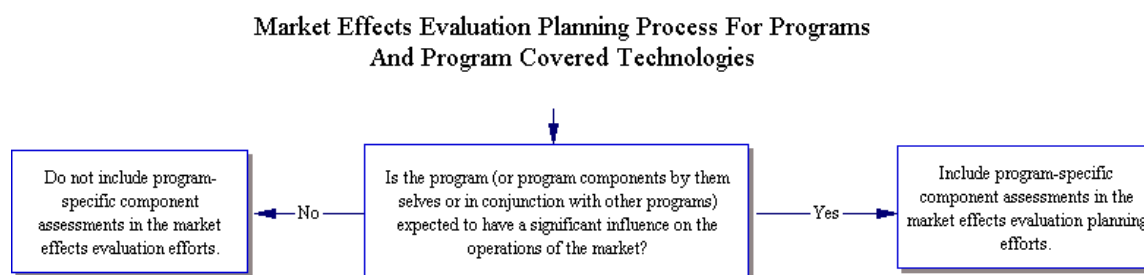 Market Effects Evaluation Planning Process For Programs
And Program Covered Technologies
Do not include program-
specific component
assessments in the market
effects evaluation efforts.
No
Is the program (or program components by them
selves or in conjunction with other programs)
expected to have a significant influence on the
operations of the market?
Yes
Include program-specific
component assessments in the
market effects evaluation planning
efforts.